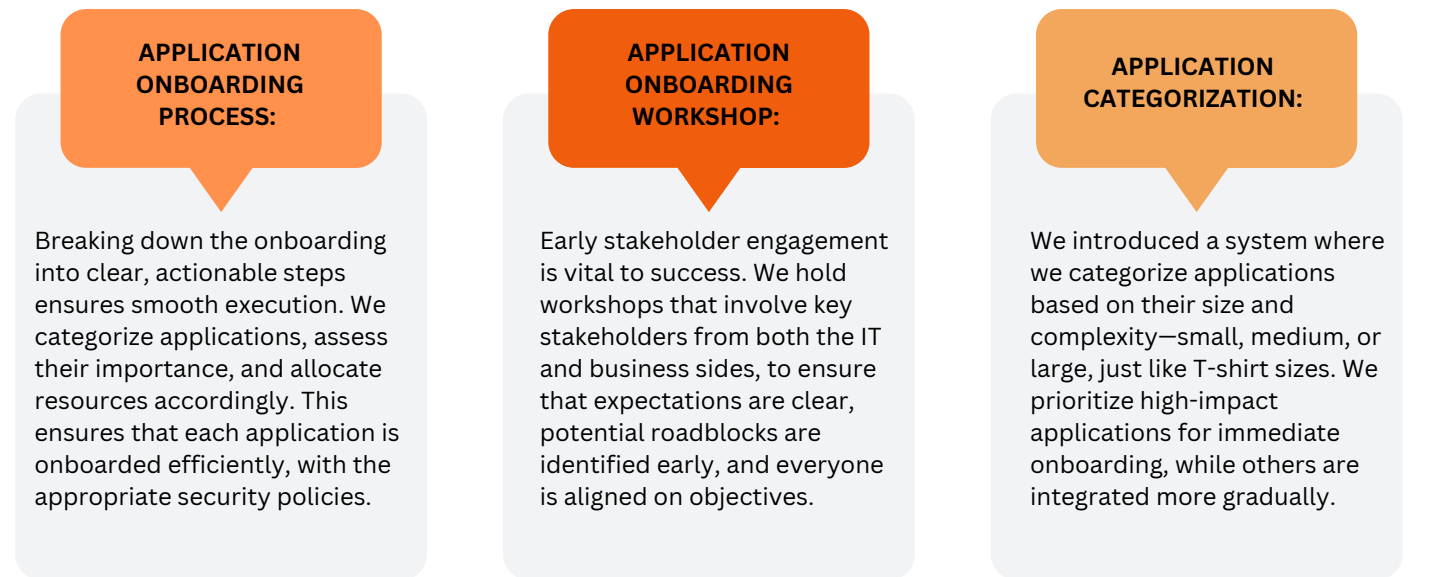 APPLICATION
ONBOARDING
PROCESS:
Breaking down the onboarding
into clear, actionable steps
ensures smooth execution. We
categorize applications, assess
their importance, and allocate
resources accordingly. This
ensures that each application is
onboarded efficiently, with the
appropriate security policies.
APPLICATION
ONBOARDING
WORKSHOP:
Early stakeholder engagement
is vital to success. We hold
workshops that involve key
stakeholders from both the IT
and business sides, to ensure
that expectations are clear,
potential roadblocks are
identified early, and everyone
is aligned on objectives.
APPLICATION
CATEGORIZATION:
We introduced a system where
we categorize applications
based on their size and
complexity—small, medium, or
large, just like T-shirt sizes. We
prioritize high-impact
applications for immediate
onboarding, while others are
integrated more gradually.